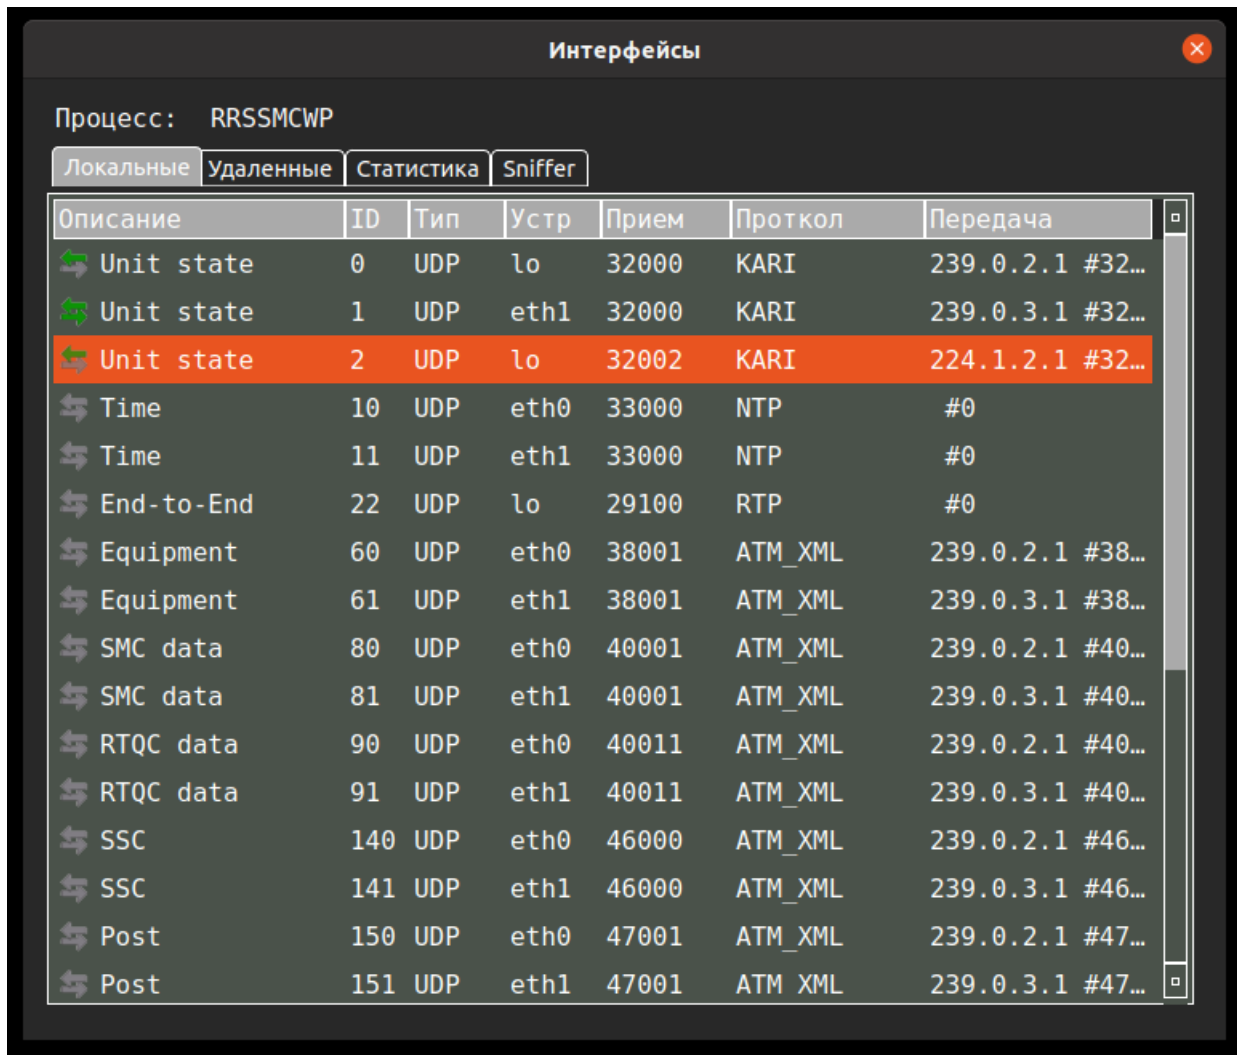 Интерфейсы
Процесс: RRSSMCWP
Локальные Удаленные Статистика Sniffer
Описание ID Тип Устр Прием Проткол Передача
Unit state 0 UDP lo 32000 KARI 239.0.2.1 #32…
Unit state 1 UDP eth1 32000 KARI 239.0.3.1 #32…
Unit state 2 UDP lo 32002 KARI 224.1.2.1 #32…
Time 10 UDP eth0 33000 NTP #0
Time 11 UDP eth1 33000 NTP #0
End-to-End 22 UDP lo 29100 RTP #0
Equipment 60 UDP eth0 38001 ATM_XML 239.0.2.1 #38…
Equipment 61 UDP eth1 38001 ATM_XML 239.0.3.1 #38…
SMC data 80 UDP eth0 40001 ATM_XML 239.0.2.1 #40…
SMC data 81 UDP eth1 40001 ATM_XML 239.0.3.1 #40…
RTQC data 90 UDP eth0 40011 ATM_XML 239.0.2.1 #40…
RTQC data 91 UDP eth1 40011 ATM_XML 239.0.3.1 #40…
SSC 140 UDP eth0 46000 ATM_XML 239.0.2.1 #46…
SSC 141 UDP eth1 46000 ATM_XML 239.0.3.1 #46…
Post 150 UDP eth0 47001 ATM_XML 239.0.2.1 #47…
Post 151 UDP eth1 47001 ATM XML 239.0.3.1 #47…